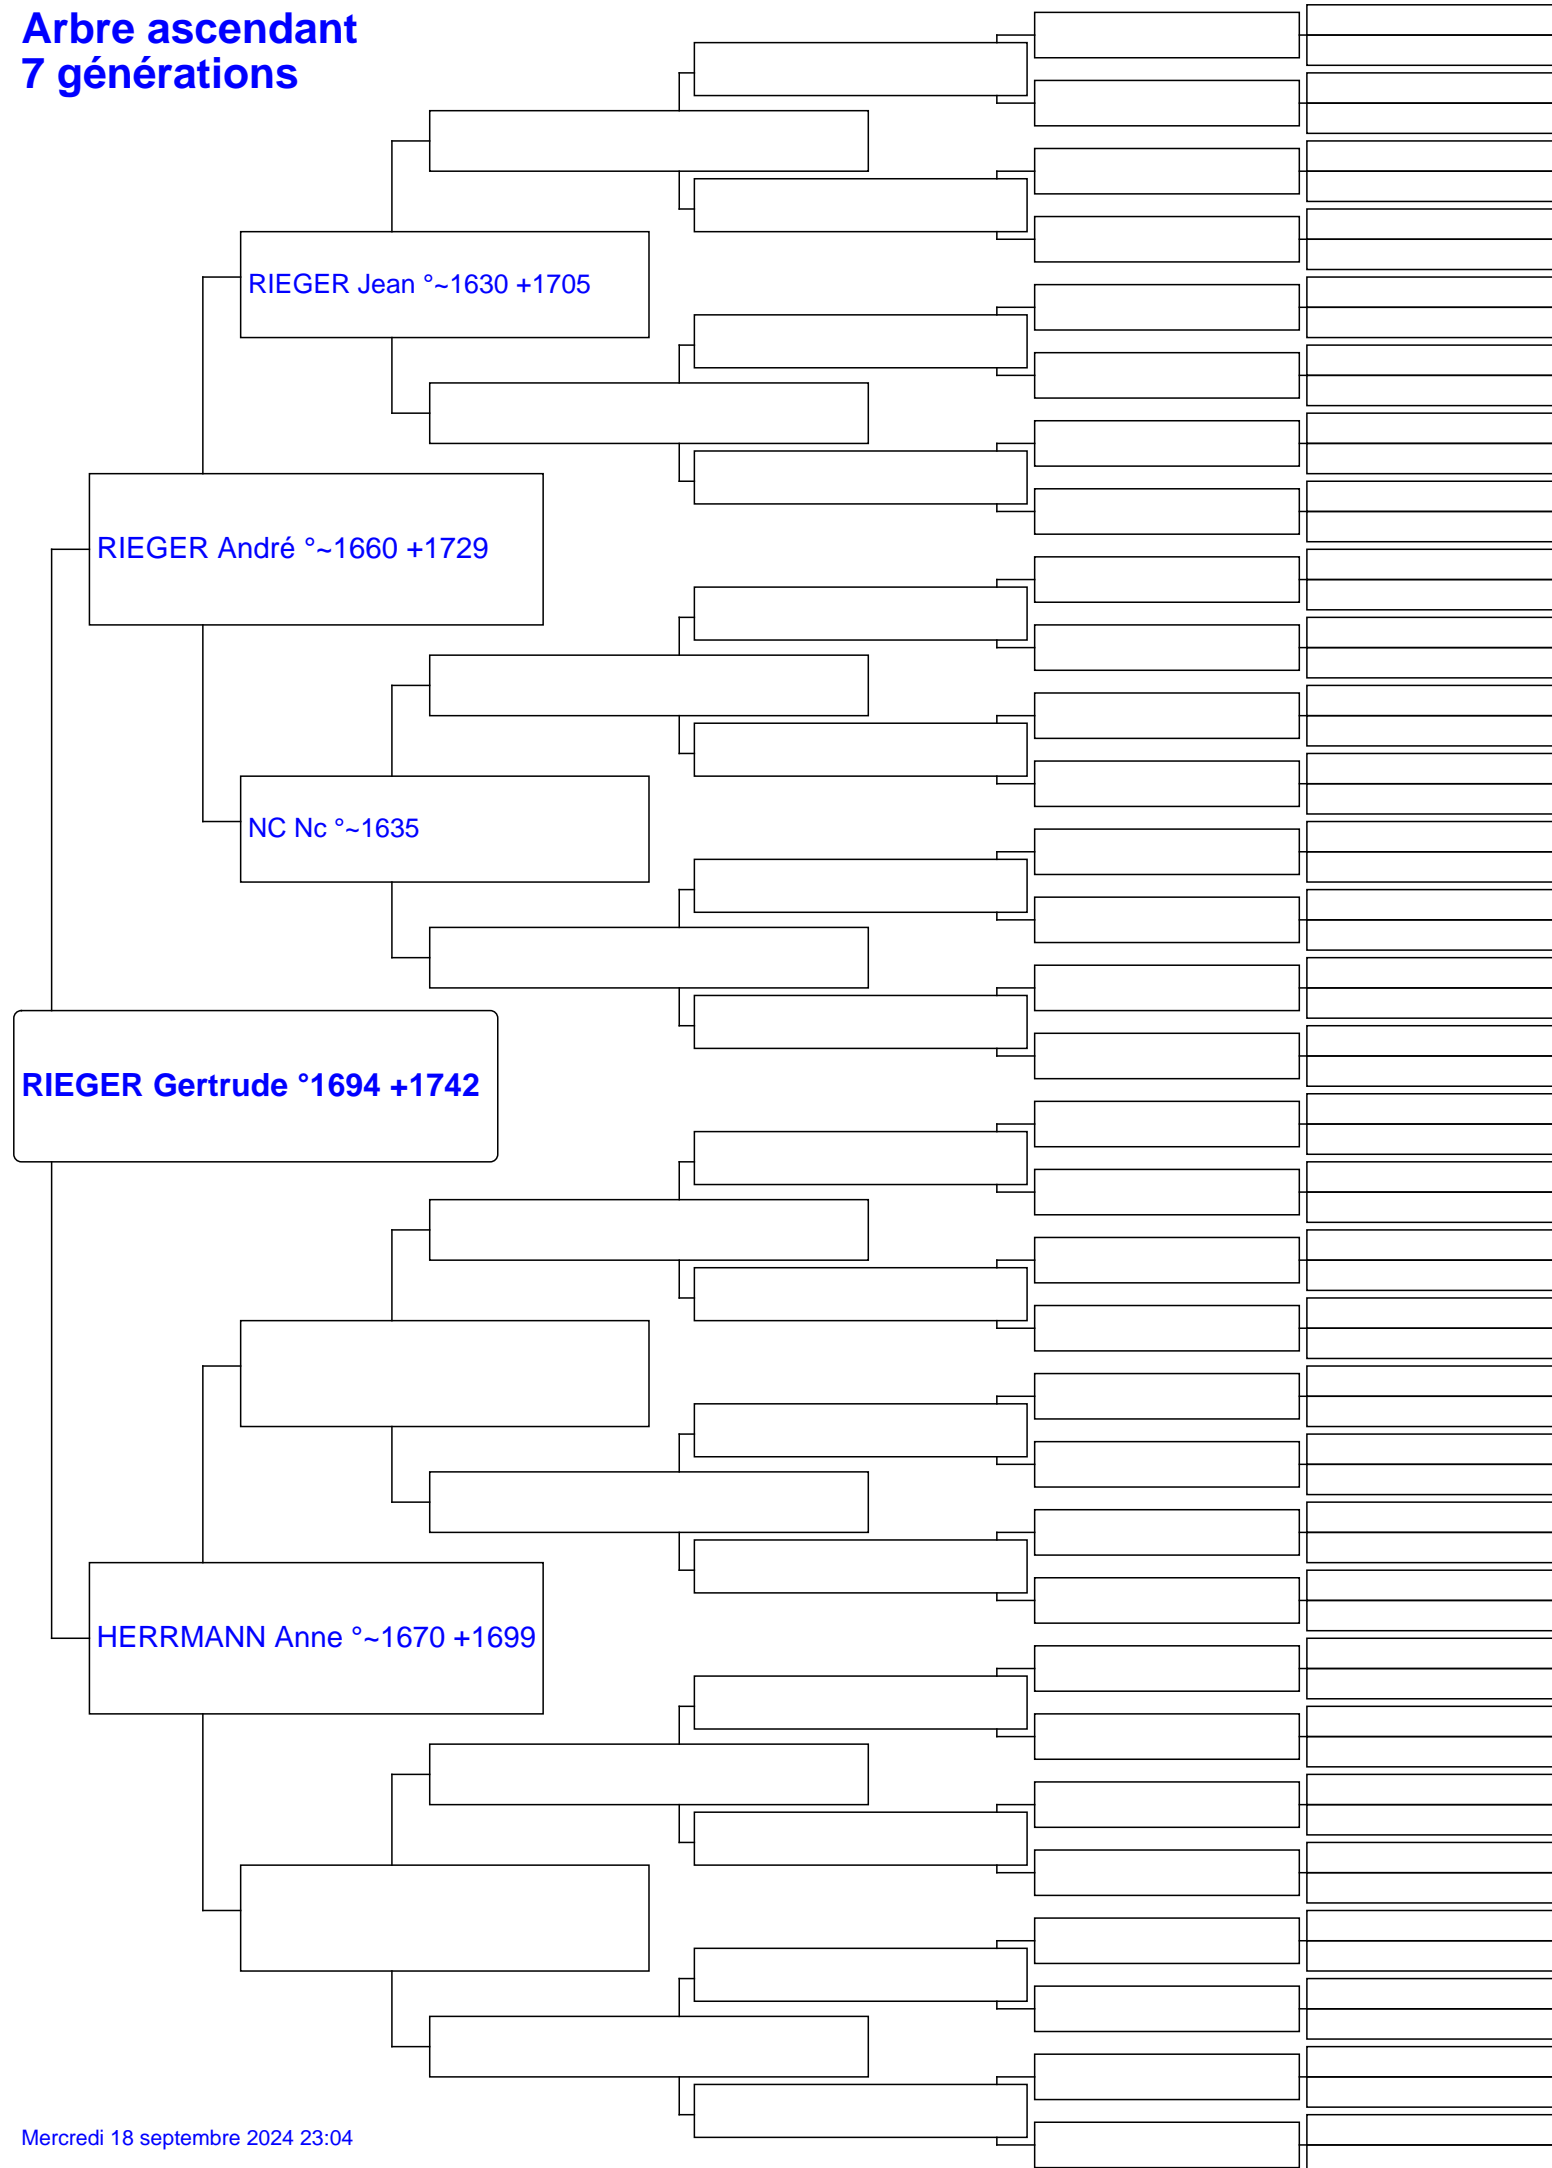 Arbre ascendant
7 générations
RIEGER Jean °~1630 +1705
RIEGER André °~1660 +1729
NC Nc °~1635
RIEGER Gertrude °1694 +1742
HERRMANN Anne °~1670 +1699
Mercredi 18 septembre 2024 23:04